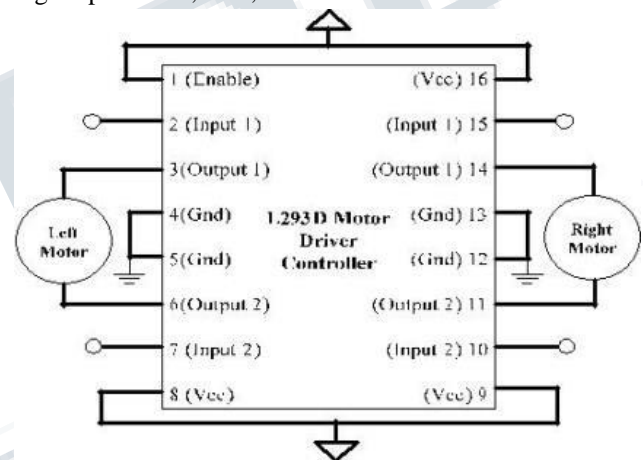 1 (Enable)
(Vcc) 16
2 (Input 1)
(Input 1) 15
3(Output 1)
(Output 1) 14
4(Gnd)
1.293D Motor
(Gnd) 13
Left
Motor
Driver
Right
Motor
5(Gnd)
Controller
(Gnd) 12
6(Output 2)
(Output 2) 11
7 (Input 2)
(Input 2) 10
8 (Vcc)
(Vcc) 9